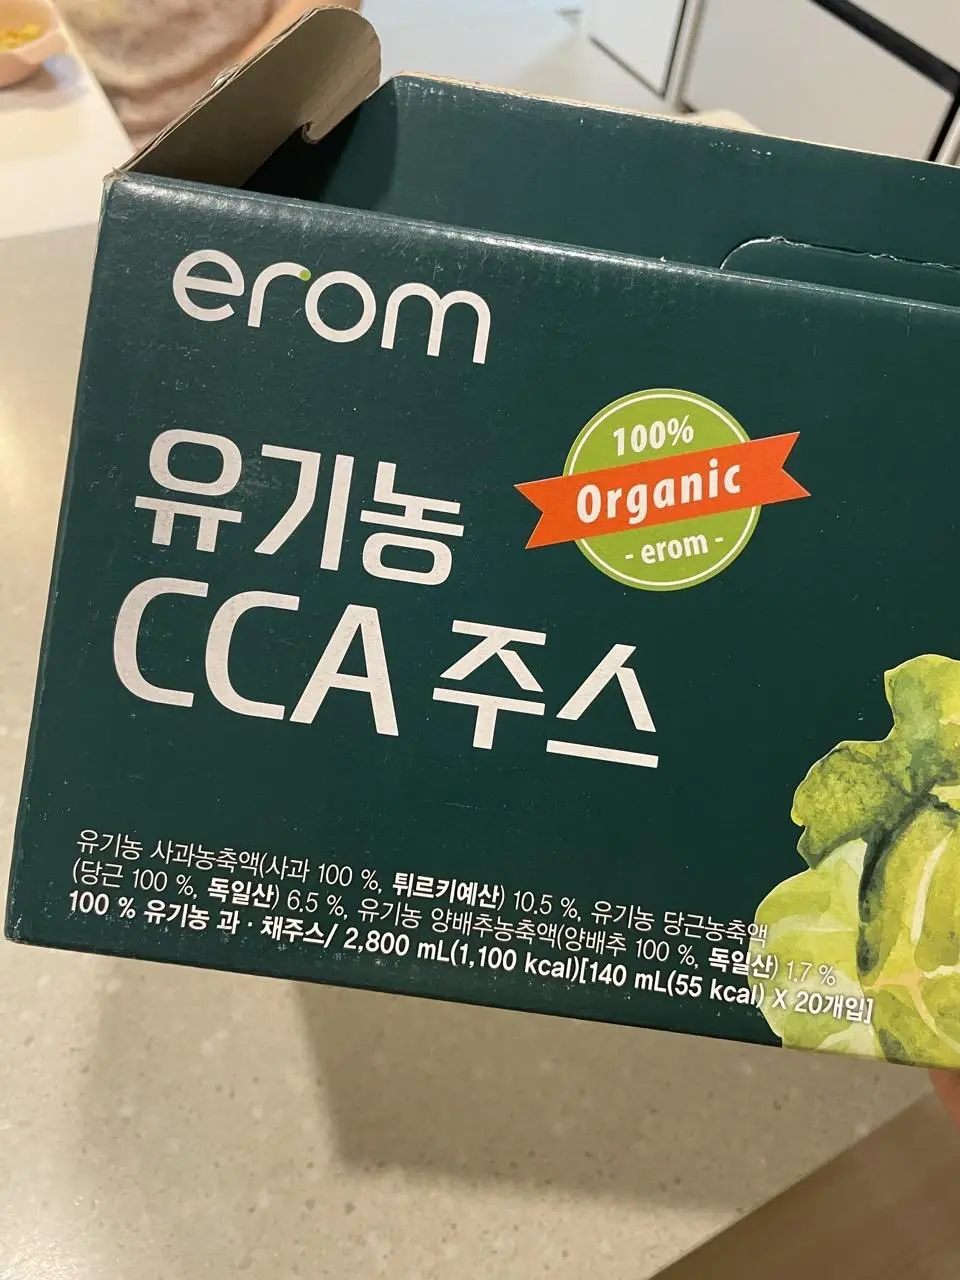 erom
유기농
100%
Organic
- erom -
CCA 주스
유기농 사과농축액(사과 100 %, 튀르키예산) 10.5 %, 유기농 당근농축액
(당근 100 %, 독일산) 6.5 %, 유기농 양배추농축액(양배추 100 %, 독일산) 1.7 %
100 % 유기농 과·채주스/ 2,800 mL(1,100 kcal)[140 mL(55 kcal) X 20개입]